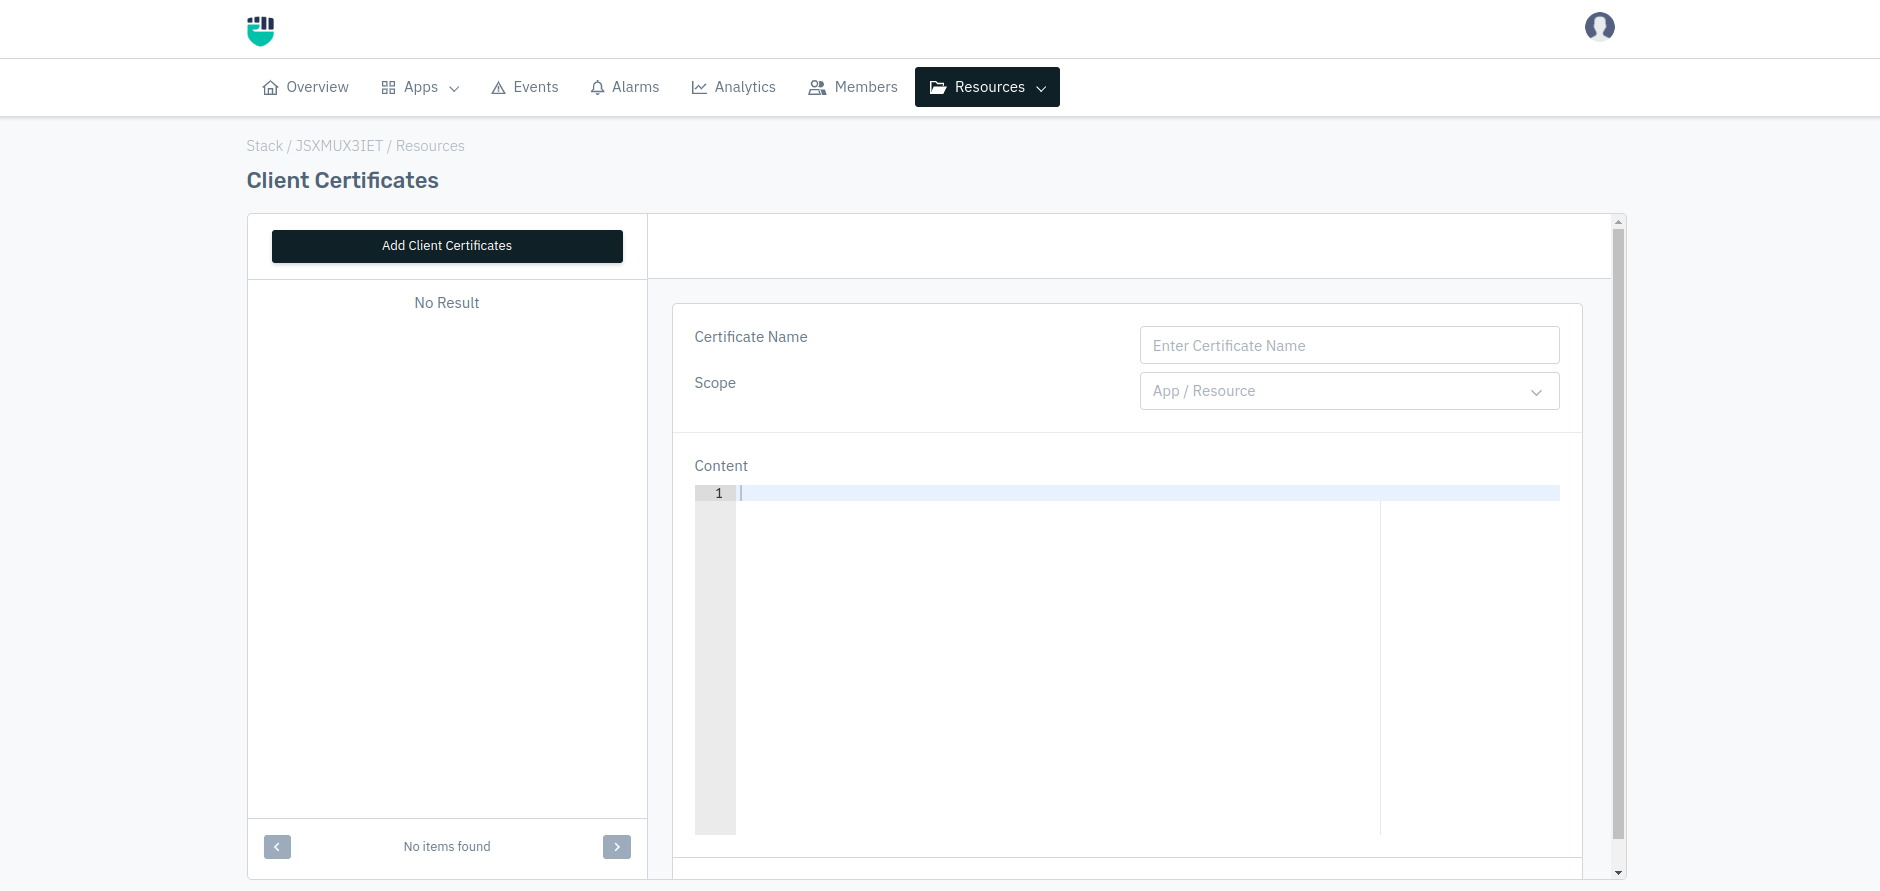 Overview Apps Events Alarms Analytics Members Resources
Stack / JSXMUX3IET / Resources
Client Certificates
Add Client Certificates
No Result
Certificate Name
Enter Certificate Name
Scope
App / Resource
Content
1
No items found